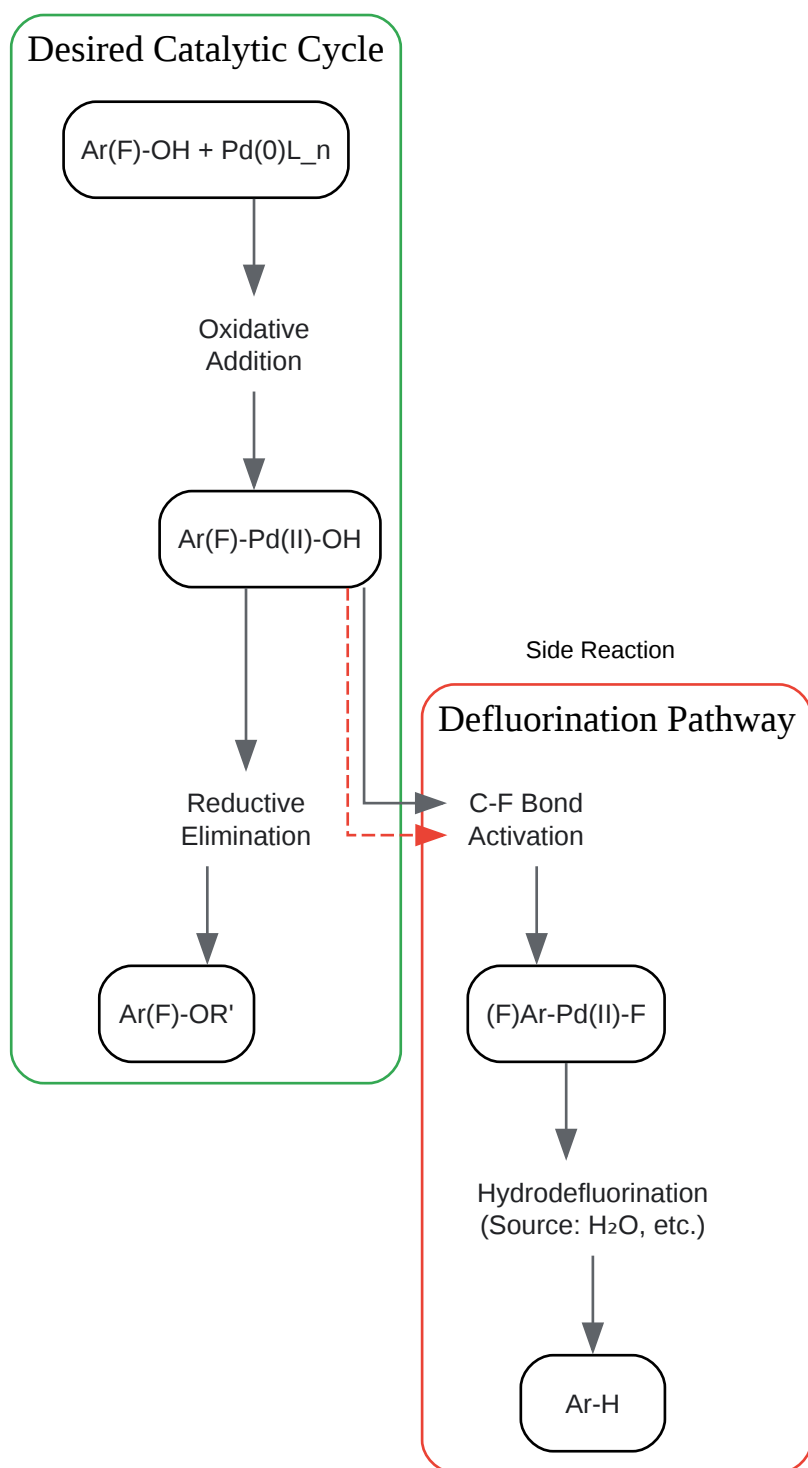 Desired Catalytic Cycle
Ar(F)-OH + Pd(0)L_n
Oxidative
Addition
Ar(F)-Pd(II)-OH
Reductive
Elimination
Ar(F)-OR'
Side Reaction
Defluorination Pathway
C-F Bond
Activation
(F)Ar-Pd(II)-F
Hydrodefluorination
(Source: H₂O, etc.)
Ar-H